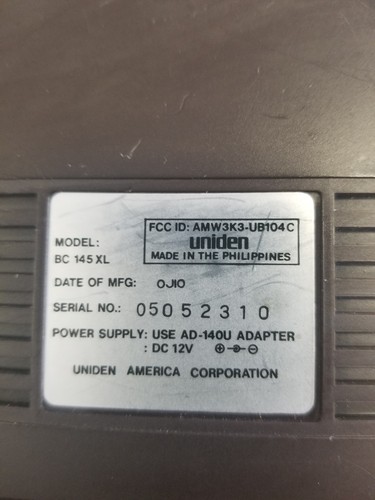 FCC ID: AMW3K3-UB104C
uniden
MADE IN THE PHILIPPINES
MODEL:
BC 145 XL
DATE OF MFG: OJIO
SERIAL NO.: 05052310
POWER SUPPLY: USE AD-140U ADAPTER
: DC 12V
UNIDEN AMERICA CORPORATION